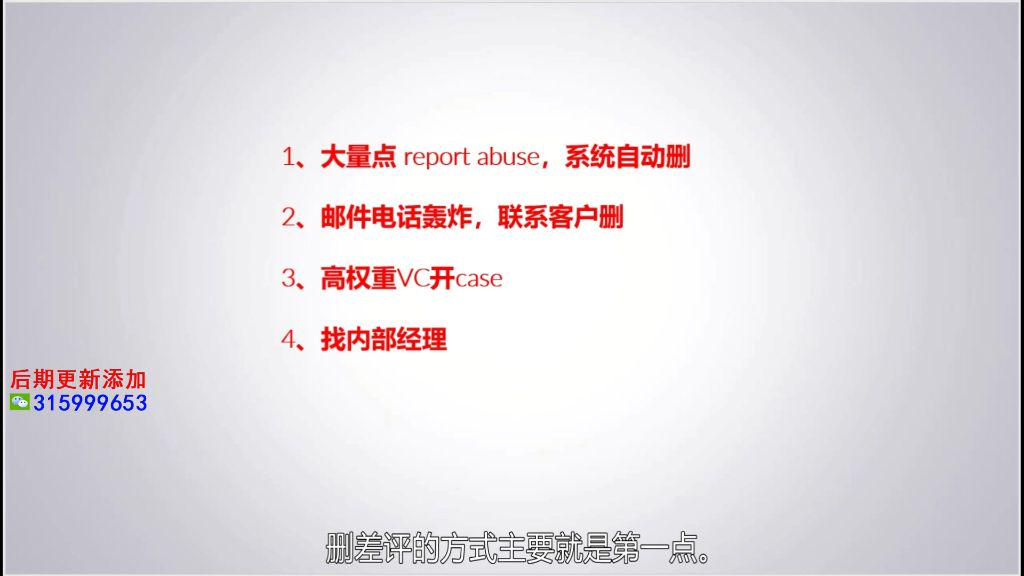 1、大量点 report abuse，系统自动删
2、邮件电话轰炸，联系客户删
3、高权重VC开case
4、找内部经理
后期更新添加
315999653
删差评的方式主要就是第一点。